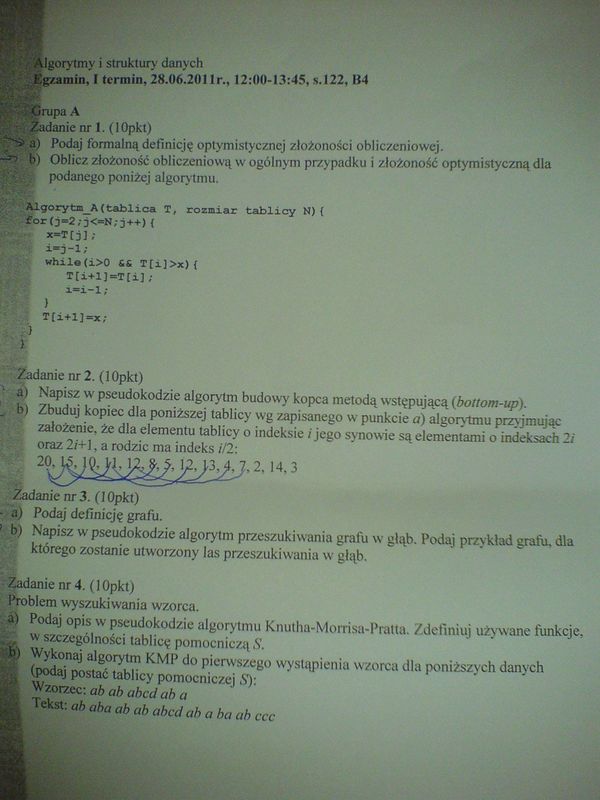 Algorytmy i struktury danych
Egzamin, I termin, 28.06.2011r., 12:00-13:45, s.122, B4
Grupa A
Zadanie nr 1. (10pkt)
a) Podaj formalną definicję optymistycznej złożoności obliczeniowej.
b) Oblicz złożoność obliczeniową w ogólnym przypadku i złożoność optymistyczną dla
podanego poniżej algorytmu.
Algorytm_A(tablica T, rozmiar tablicy N){
for(j=2;j<=N;j++){
x=T[j];
i=j-1;
while(i>0 && T[i]>x){
T[i+1]=T[i];
i=i-1;
}
T[i+1]=x;
}
}
Zadanie nr 2. (10pkt)
a) Napisz w pseudokodzie algorytm budowy kopca metodą wstępującą (bottom-up).
b) Zbuduj kopiec dla poniższej tablicy wg zapisanego w punkcie a) algorytmu przyjmując
założenie, że dla elementu tablicy o indeksie i jego synowie są elementami o indeksach 2i
oraz 2i+1, a rodzic ma indeks i/2:
20, 15, 10, 11, 12, 8, 5, 12, 13, 4, 7, 2, 14, 3
Zadanie nr 3. (10pkt)
a) Podaj definicję grafu.
b) Napisz w pseudokodzie algorytm przeszukiwania grafu w głąb. Podaj przykład grafu, dla
którego zostanie utworzony las przeszukiwania w głąb.
Zadanie nr 4. (10pkt)
Problem wyszukiwania wzorca.
a) Podaj opis w pseudokodzie algorytmu Knutha-Morrisa-Pratta. Zdefiniuj używane funkcje,
w szczególności tablicę pomocniczą S.
b) Wykonaj algorytm KMP do pierwszego wystąpienia wzorca dla poniższych danych
(podaj postać tablicy pomocniczej S):
Wzorzec: ab ab abcd ab a
Tekst: ab aba ab ab abcd ab a ba ab ccc